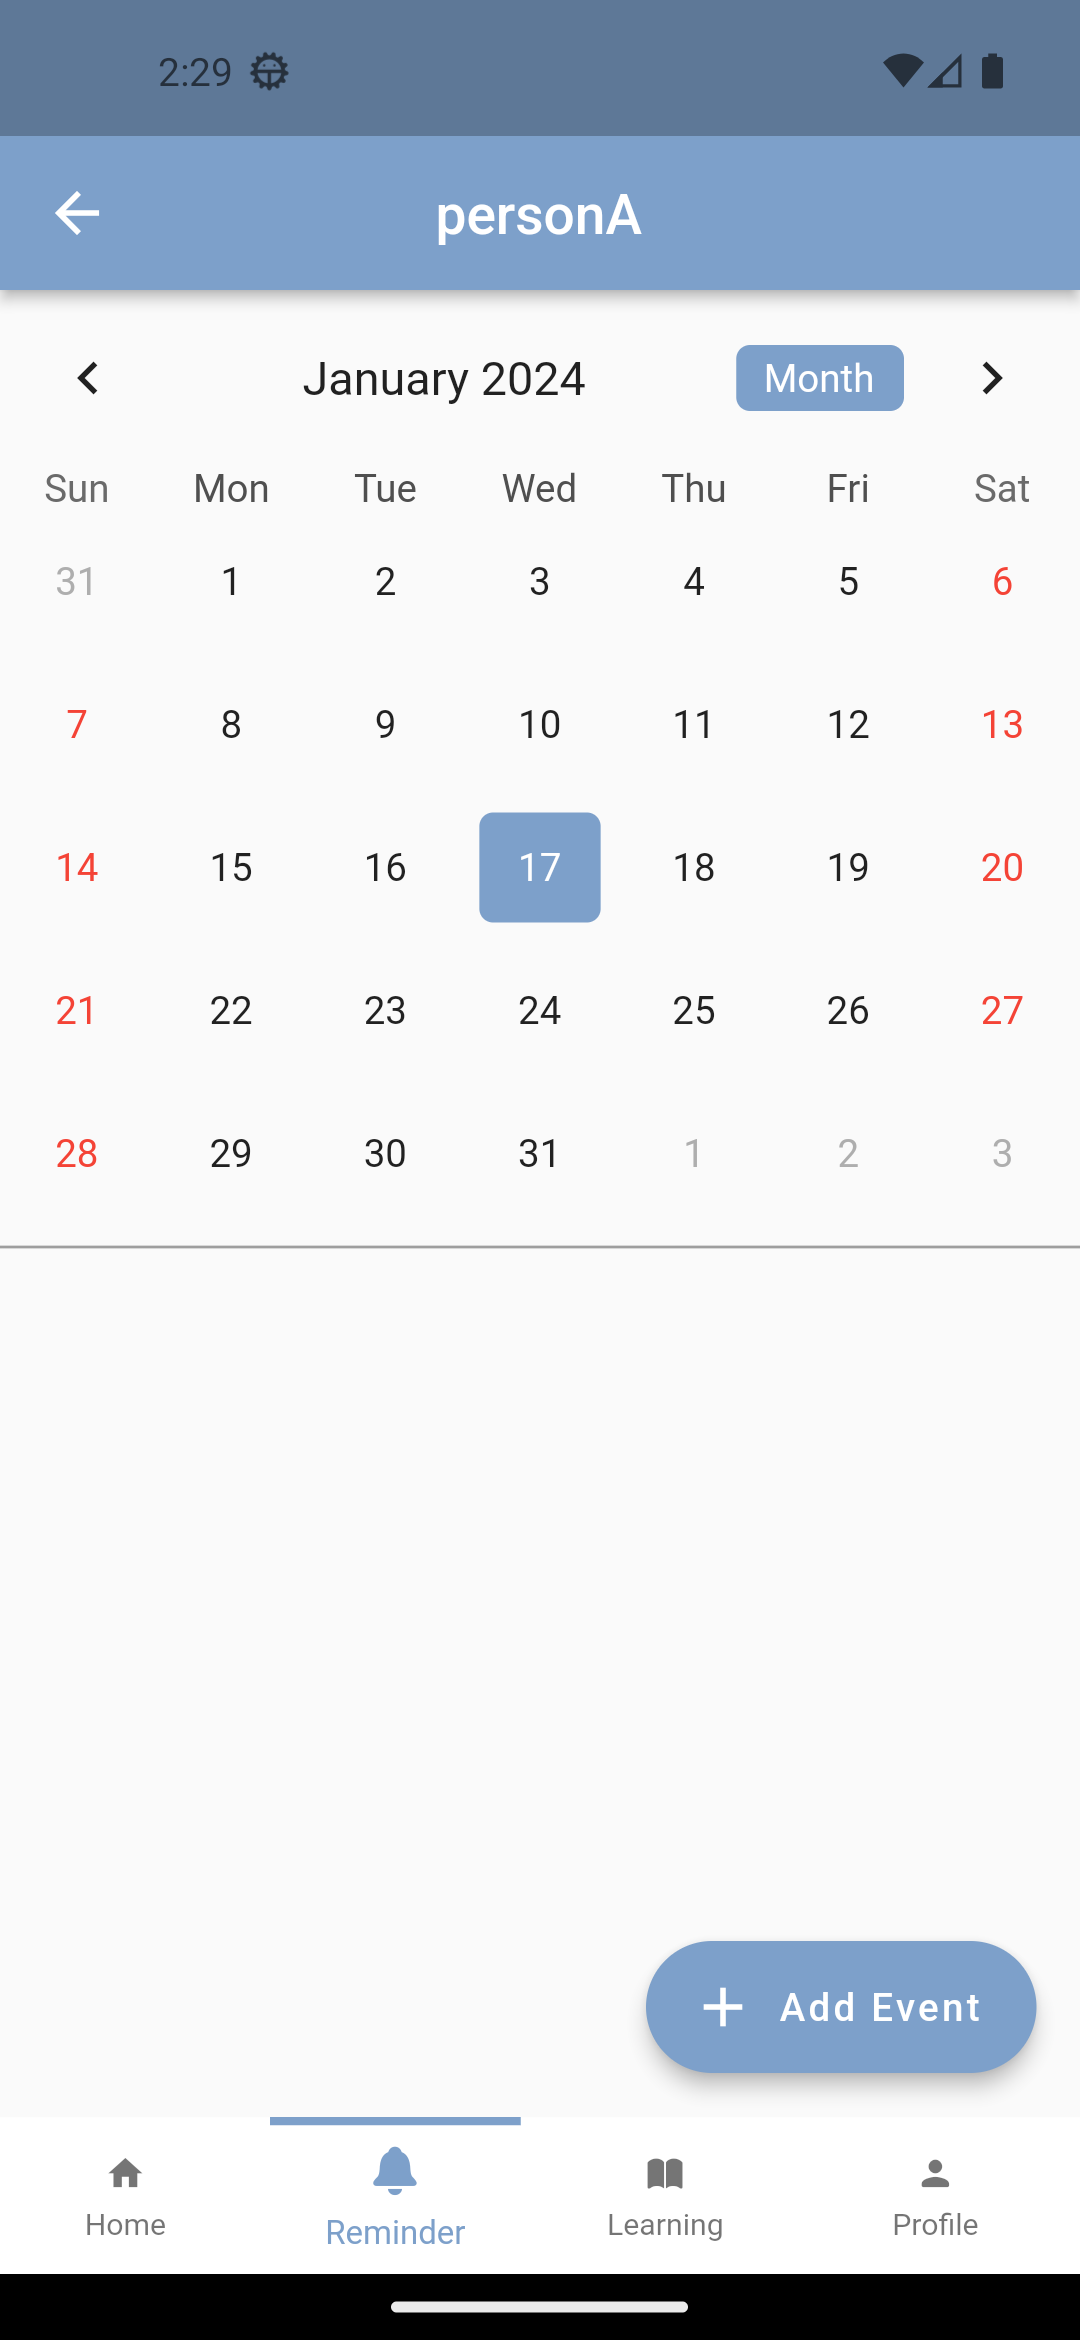 2:29
personA
January 2024 Month
Sun Mon Tue Wed Thu Fri Sat
31 1 2 3 4 5 6
7 8 9 10 11 12 13
14 15 16 17 18 19 20
21 22 23 24 25 26 27
28 29 30 31 1 2 3
Add Event
Home Reminder Learning Profile